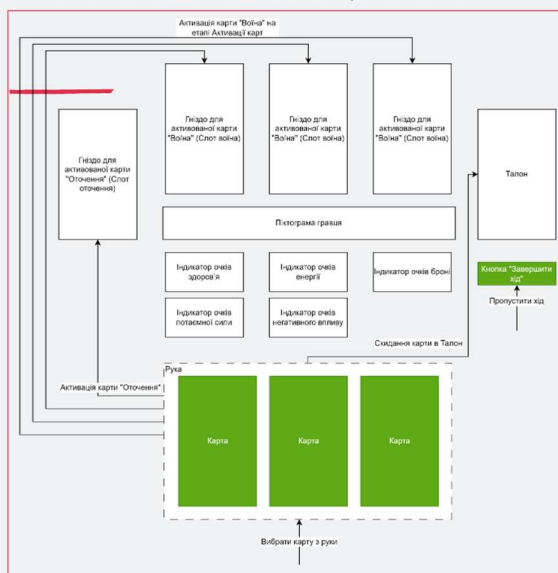 Активація карти "Воїна" на
етапі Активації карт
Гніздо для
активованої карти
"Воїна" (Слот воїна)
Гніздо для
активованої карти
"Воїна" (Слот воїна)
Гніздо для
активованої карти
"Воїна" (Слот воїна)
Гніздо для
активованої карти
"Оточення" (Слот
оточення)
Талон
Піктограма гравця
Індикатор очків
здоров'я
Індикатор очків
енергії
Індикатор очків броні
Кнопка "Завершити
хід"
Індикатор очків
потаємної сили
Індикатор очків
негативного впливу
Пропустити хід
Скидання карти в Талон
Рука
Активація карти "Оточення"
Карта
Карта
Карта
Вибрати карту з руки